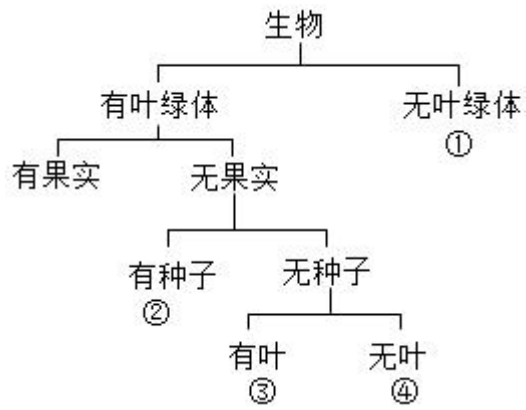 生物
有叶绿体 无叶绿体
①
有果实 无果实
有种子 无种子
②
有叶 无叶
③ ④